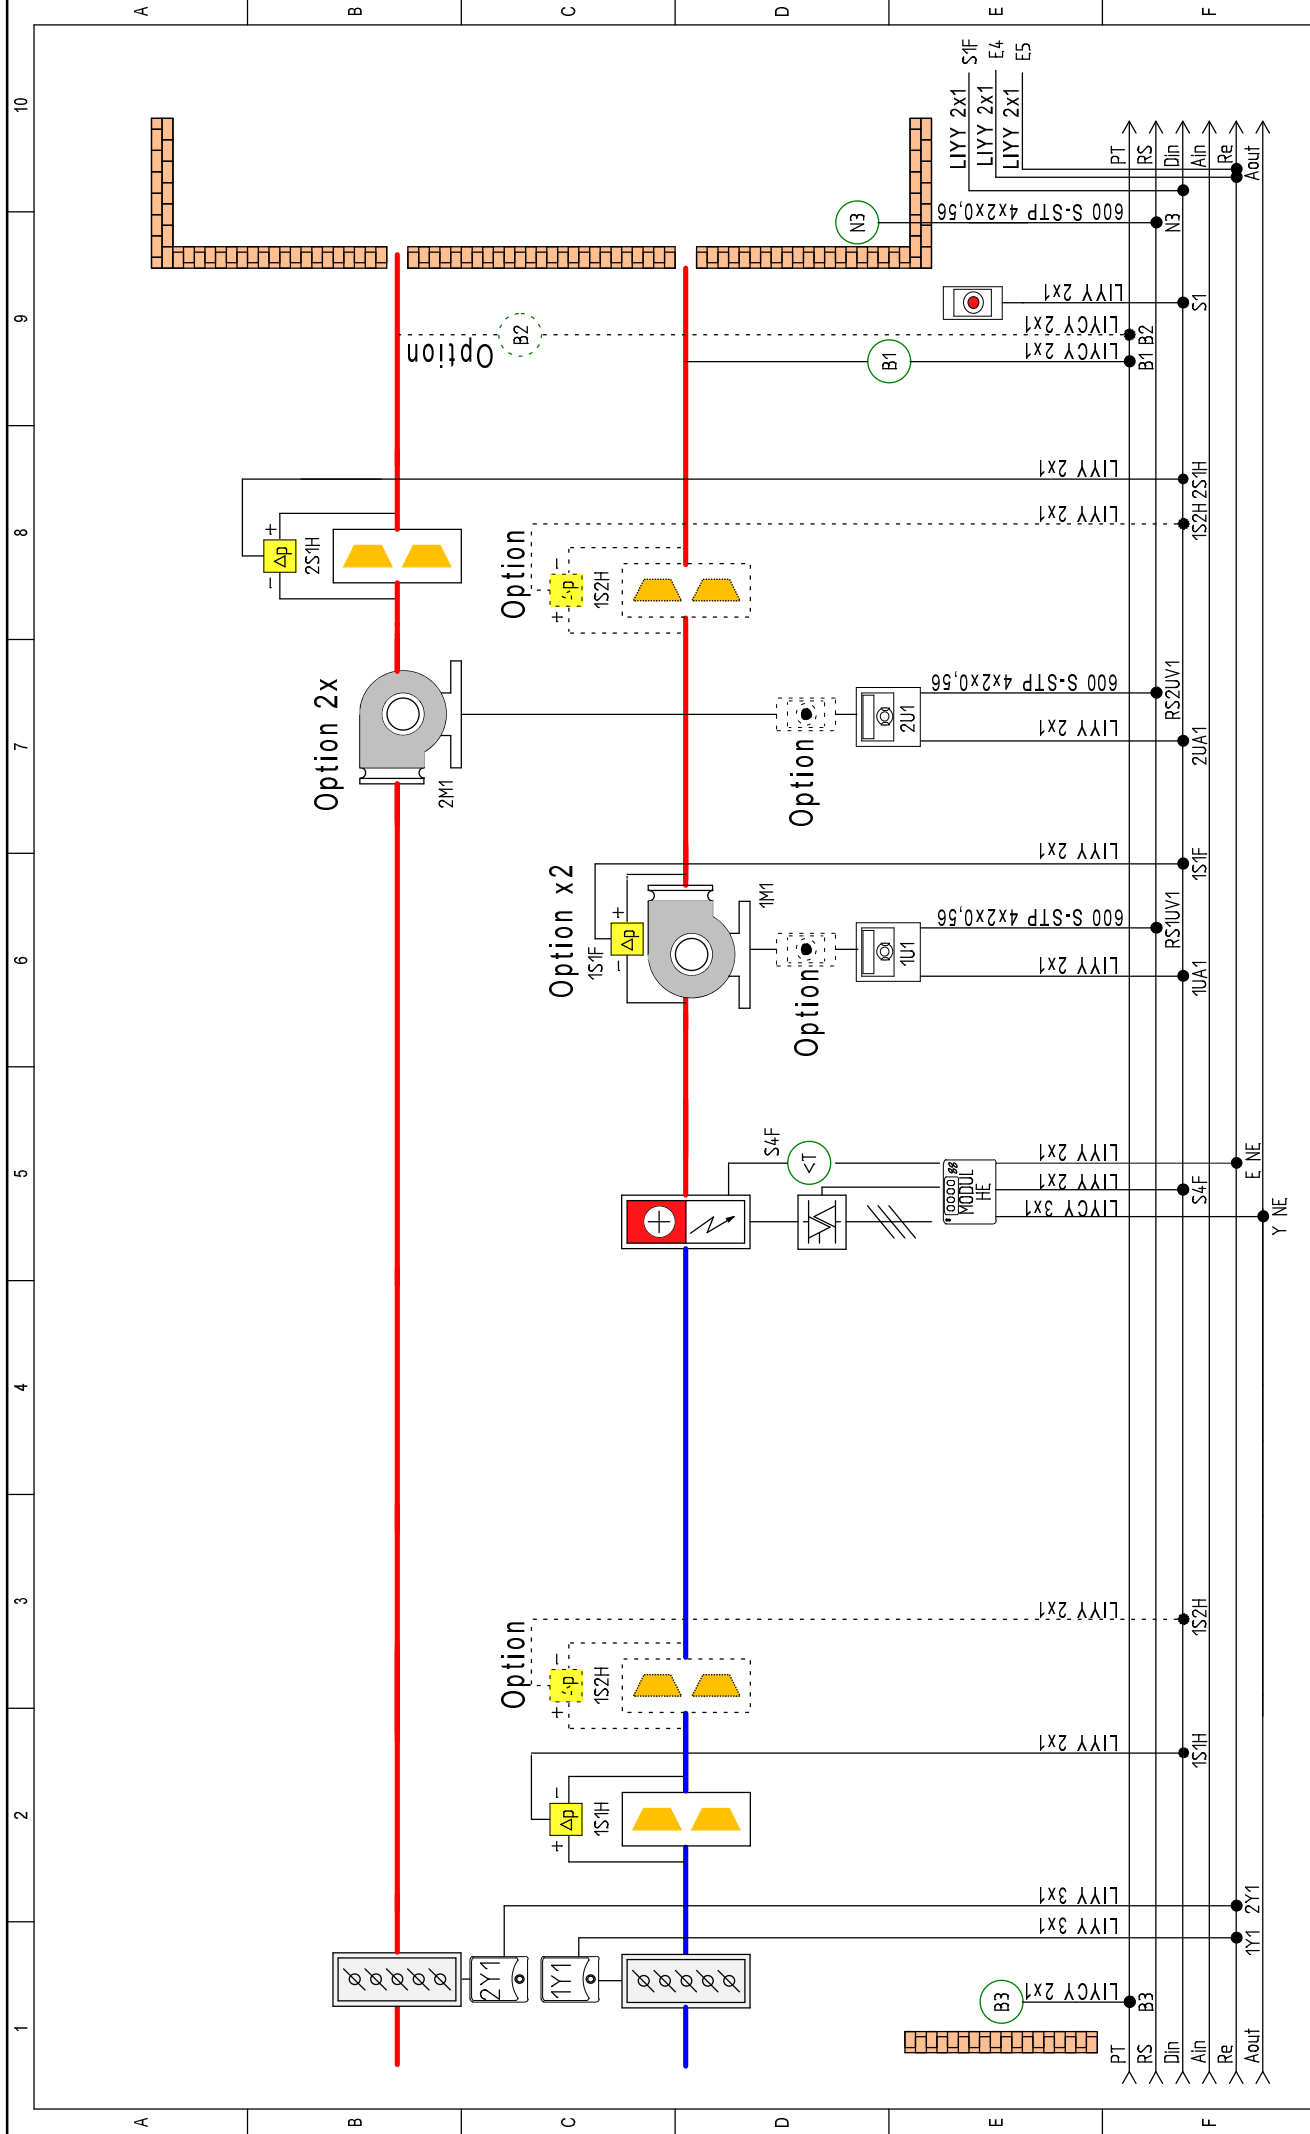 A
B
C
D
E
F
10
9
8
7
6
5
4
3
2
1
S1F
E4
E5
LIYY 2x1
LIYY 2x1
LIYY 2x1
PT
RS
Din
Ain
Re
Aout
N3
600 S-STP 4x2x0,56
N3
LIYY 2x1
S1
B2
Option
LIYCY 2x1
B2
B1
LIYCY 2x1
B1
+
Δp
-
2S1H
LIYY 2x1
2S1H
Option
-
Δp
+
1S2H
LIYY 2x1
1S2H
Option 2x
2M1
Option
2U1
600 S-STP 4x2x0,56
RS2UV1
LIYY 2x1
2UA1
Option x2
+
Δp
-
1S1F
1M1
LIYY 2x1
1S1F
Option
1U1
600 S-STP 4x2x0,56
RS1UV1
LIYY 2x1
1UA1
S4F
<T
MODUL
HE
LIYY 2x1
E NE
LIYY 2x1
S4F
LIYCY 3x1
Y NE
Option
-
Δp
+
1S2H
LIYY 2x1
1S2H
-
Δp
+
1S1H
LIYY 2x1
1S1H
2Y1
LIYY 3x1
2Y1
1Y1
LIYY 3x1
1Y1
B3
LIYCY 2x1
B3
PT
RS
Din
Ain
Re
Aout
A
B
C
D
E
F